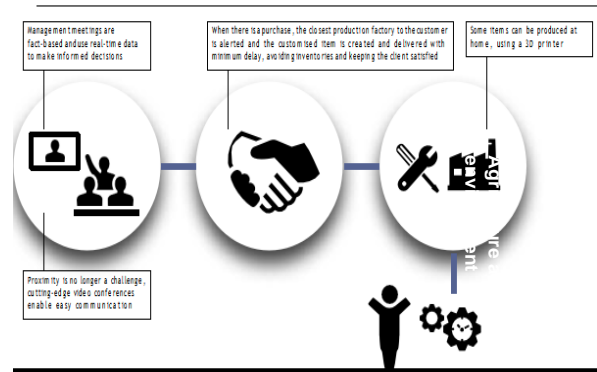 Management meetings are
fact-based and use real-time data
to make informed decisions
When there is a purchase, the closest production factory to the customer
is alerted and the customised item is created and delivered with
minimum delay, avoiding inventories and keeping the client satisfied
Some items can be produced at
home, using a 3D printer
Proximity is no longer a challenge,
cutting-edge video conferences
enable easy communication